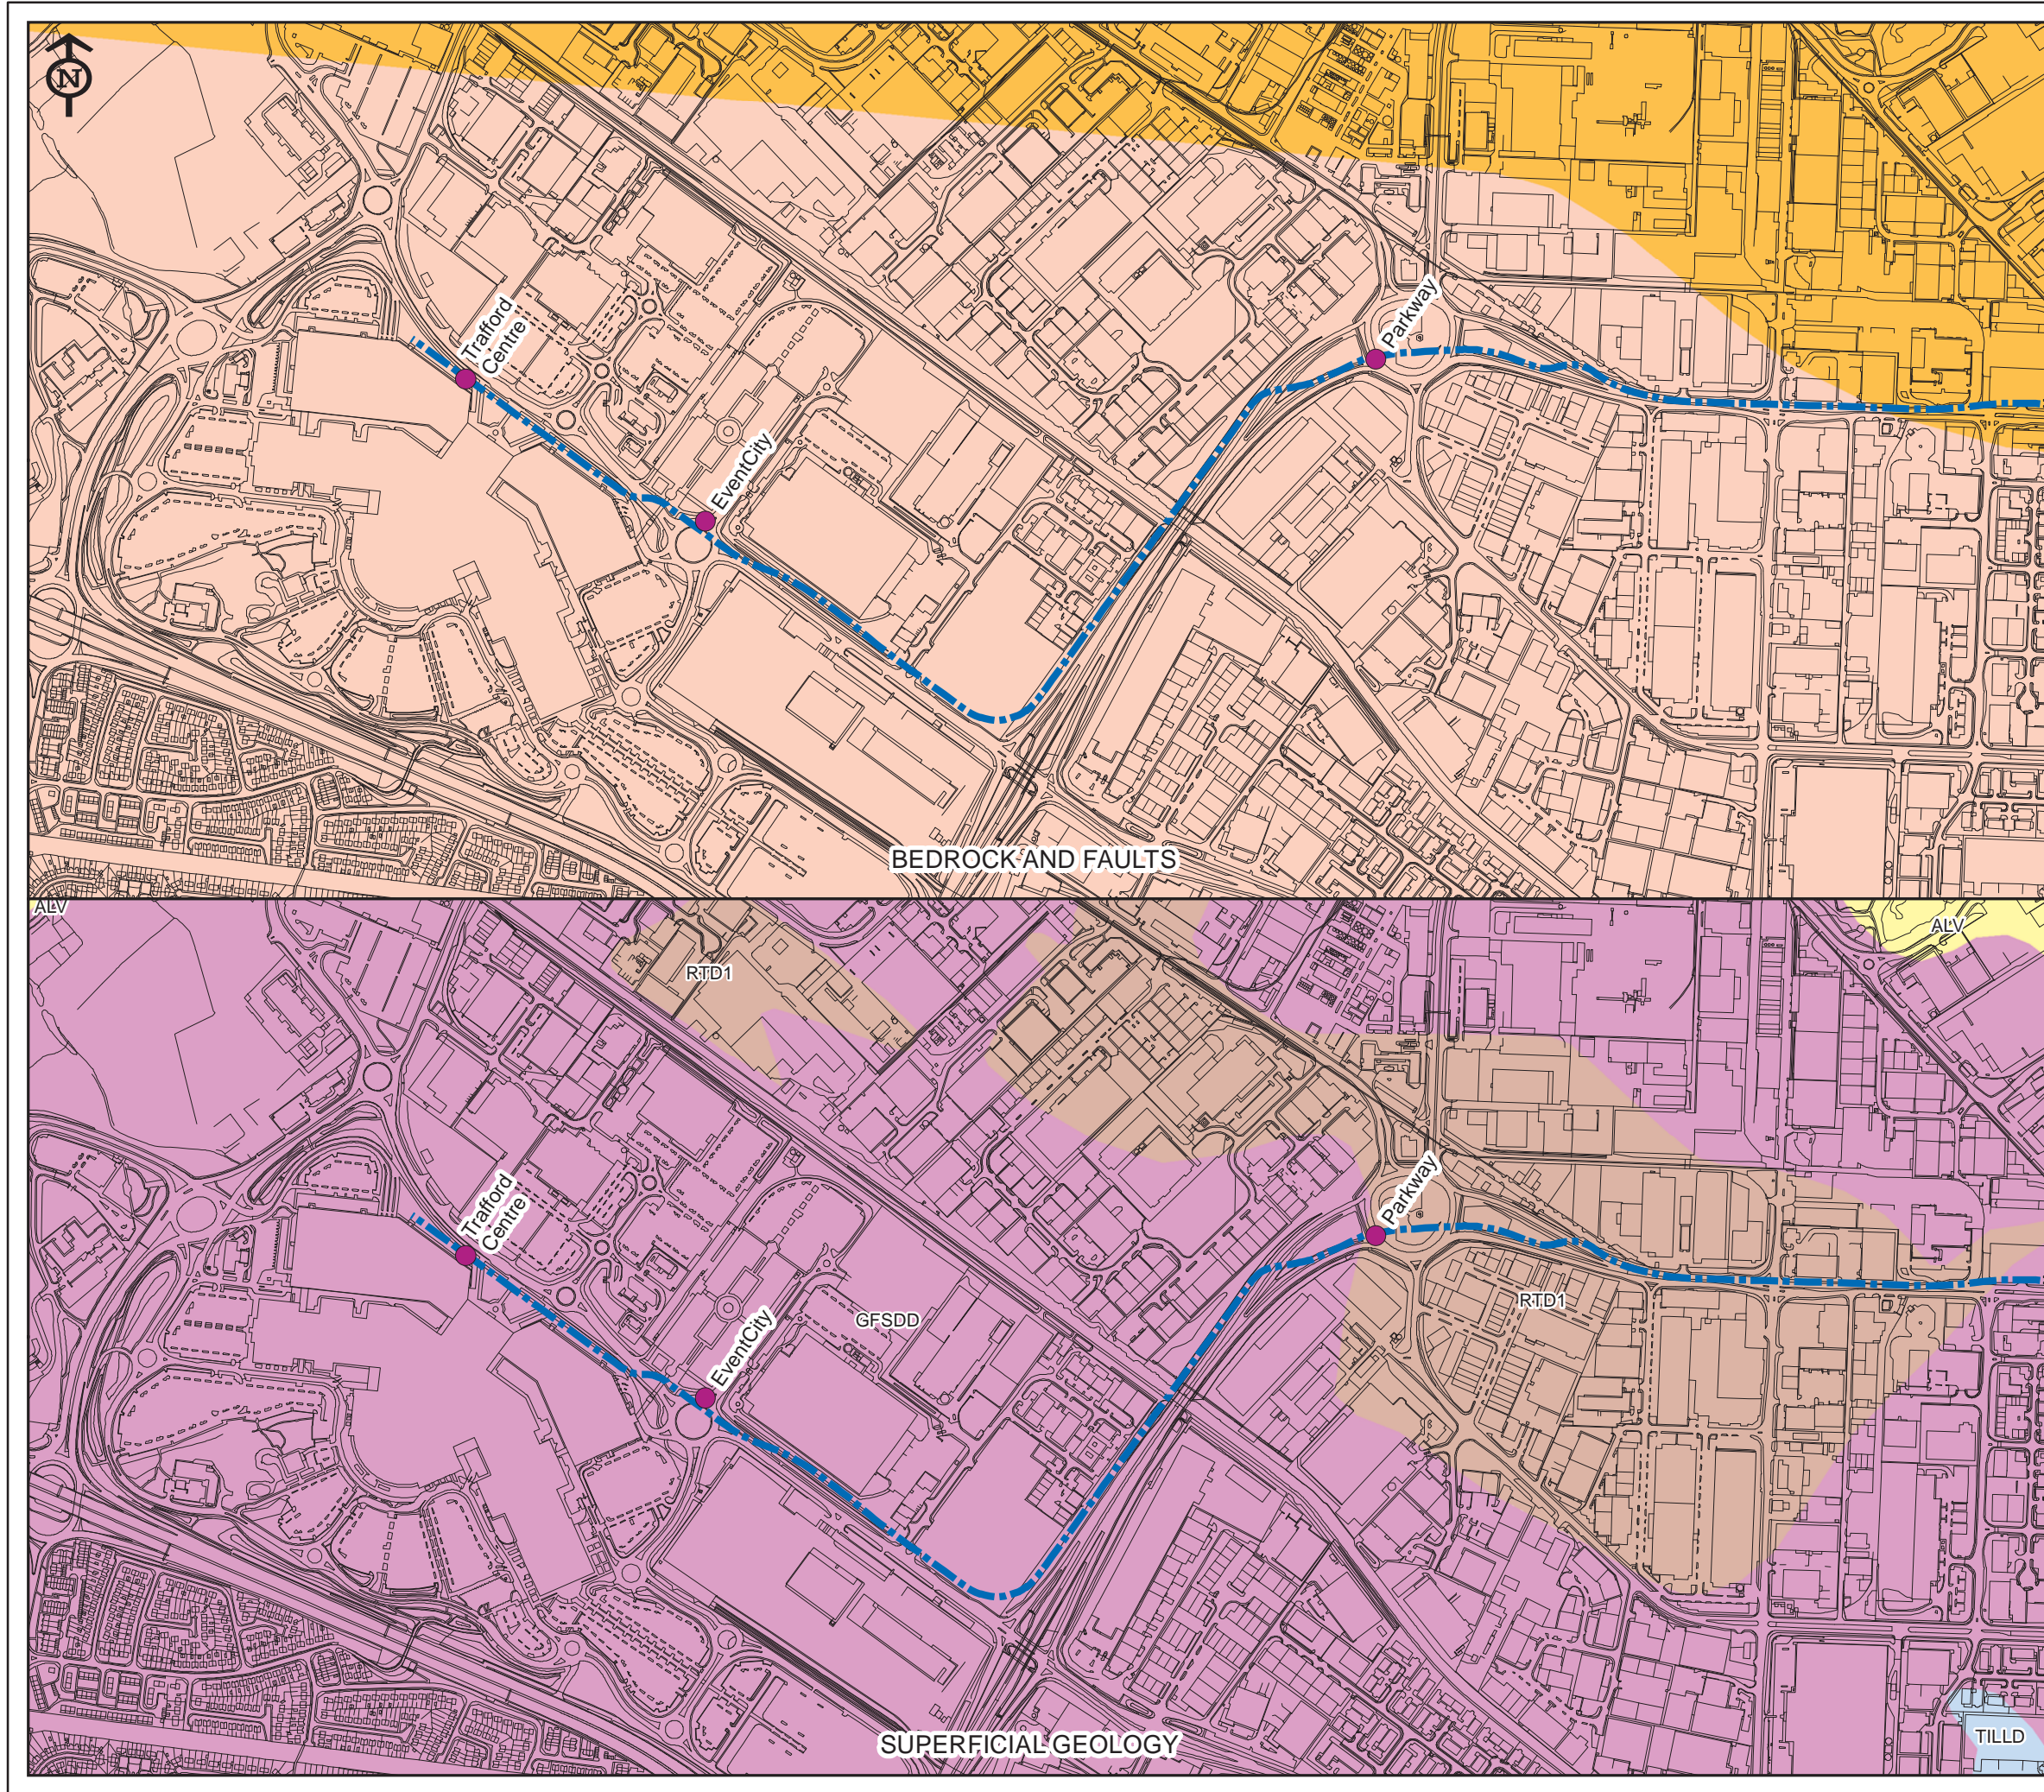 N
Trafford
Centre
EventCity
Parkway
BEDROCK AND FAULTS
ALV
ALV
RTD1
Trafford
Centre
Parkway
RTD1
GFSDD
EventCity
SUPERFICIAL GEOLOGY
TILLD